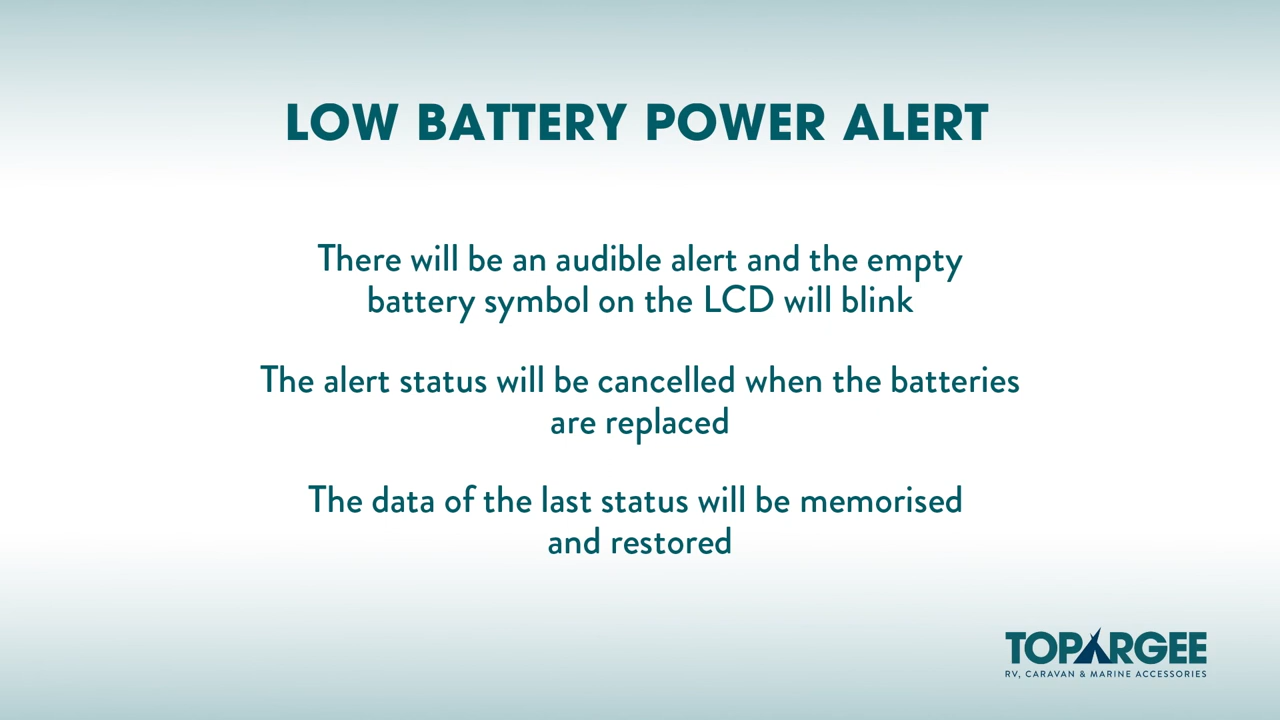 LOW BATTERY POWER ALERT
There will be an audible alert and the empty
battery symbol on the LCD will blink
The alert status will be cancelled when the batteries
are replaced
The data of the last status will be memorised
and restored
TOPARGEE
RV, CARAVAN & MARINE ACCESSORIES